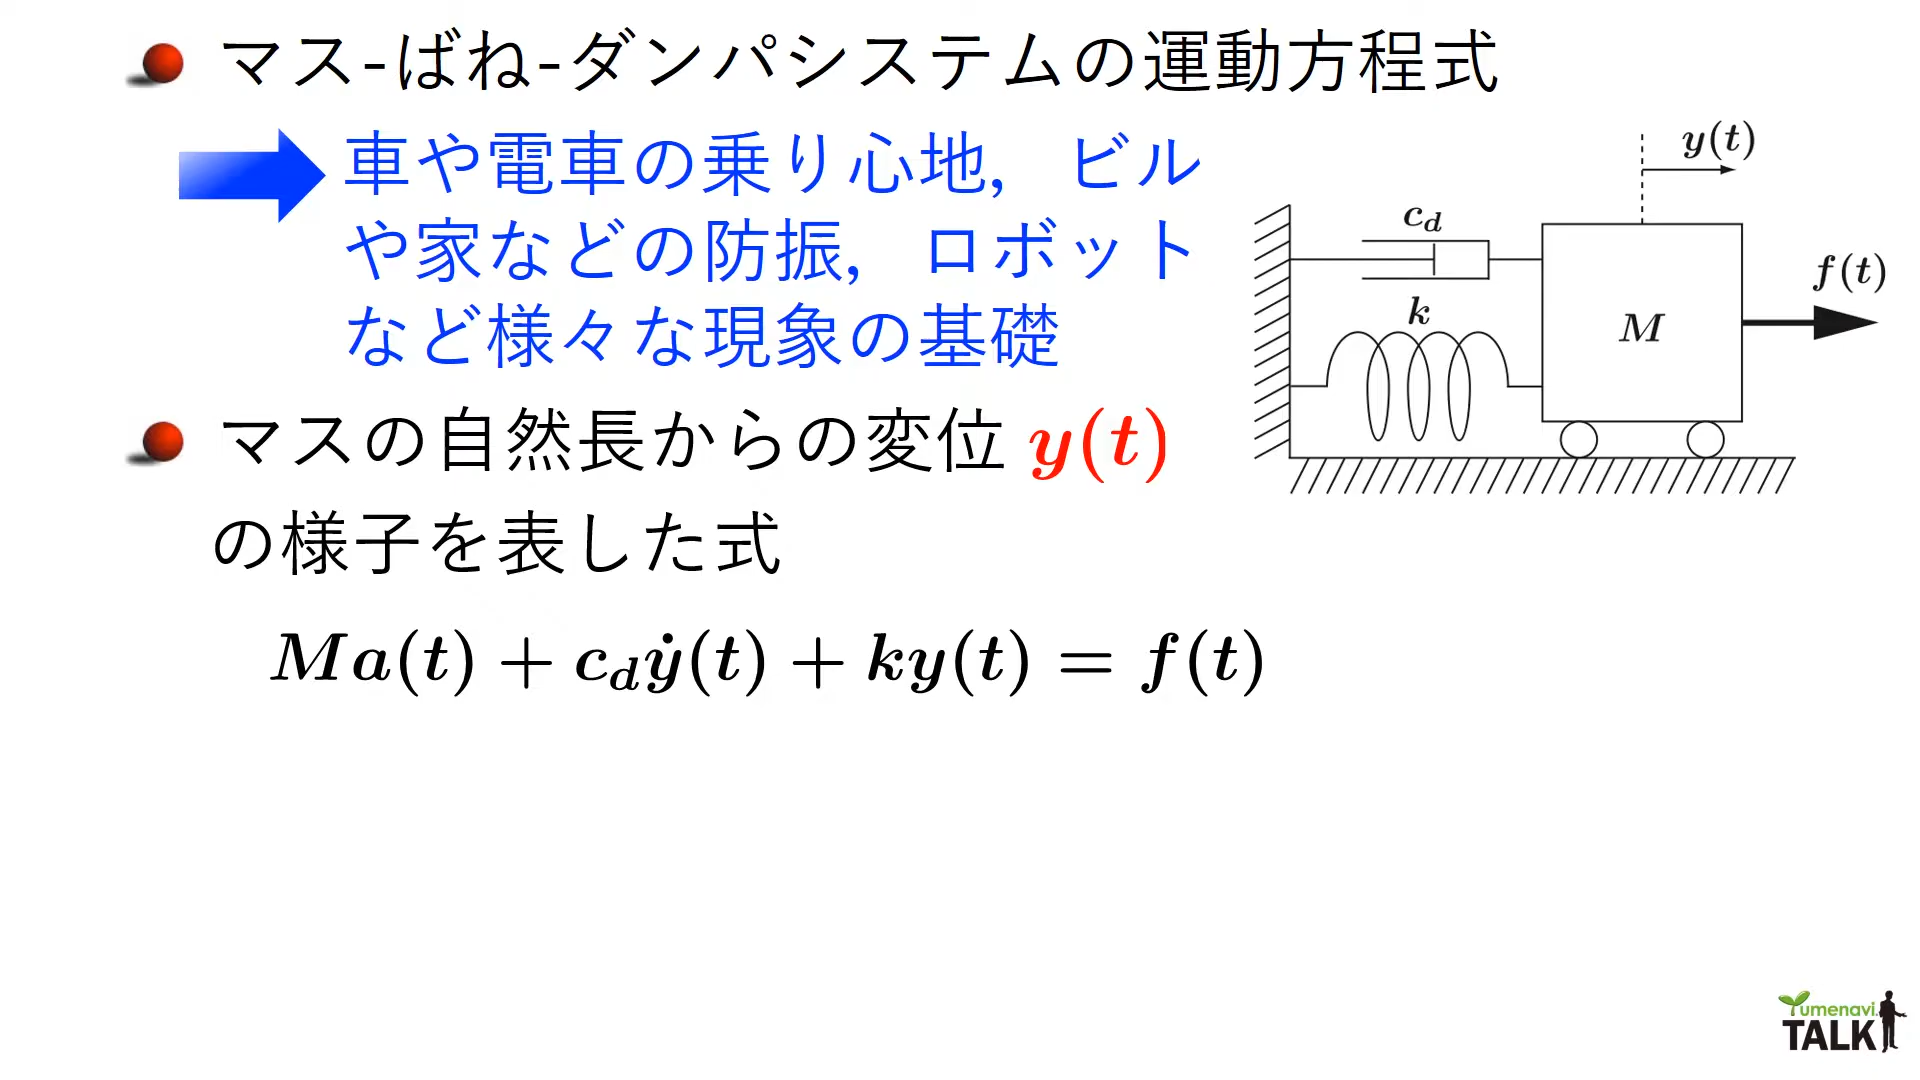 マス-ばね-ダンパシステムの運動方程式
車や電車の乗り心地,　ビル
や家などの防振,　ロボット
など様々な現象の基礎
マスの自然長からの変位 y(t)
の様子を表した式
Ma(t) + c_d ẏ(t) + ky(t) = f(t)
y(t)
c_d
f(t)
k
M
Yumenavi
TALK